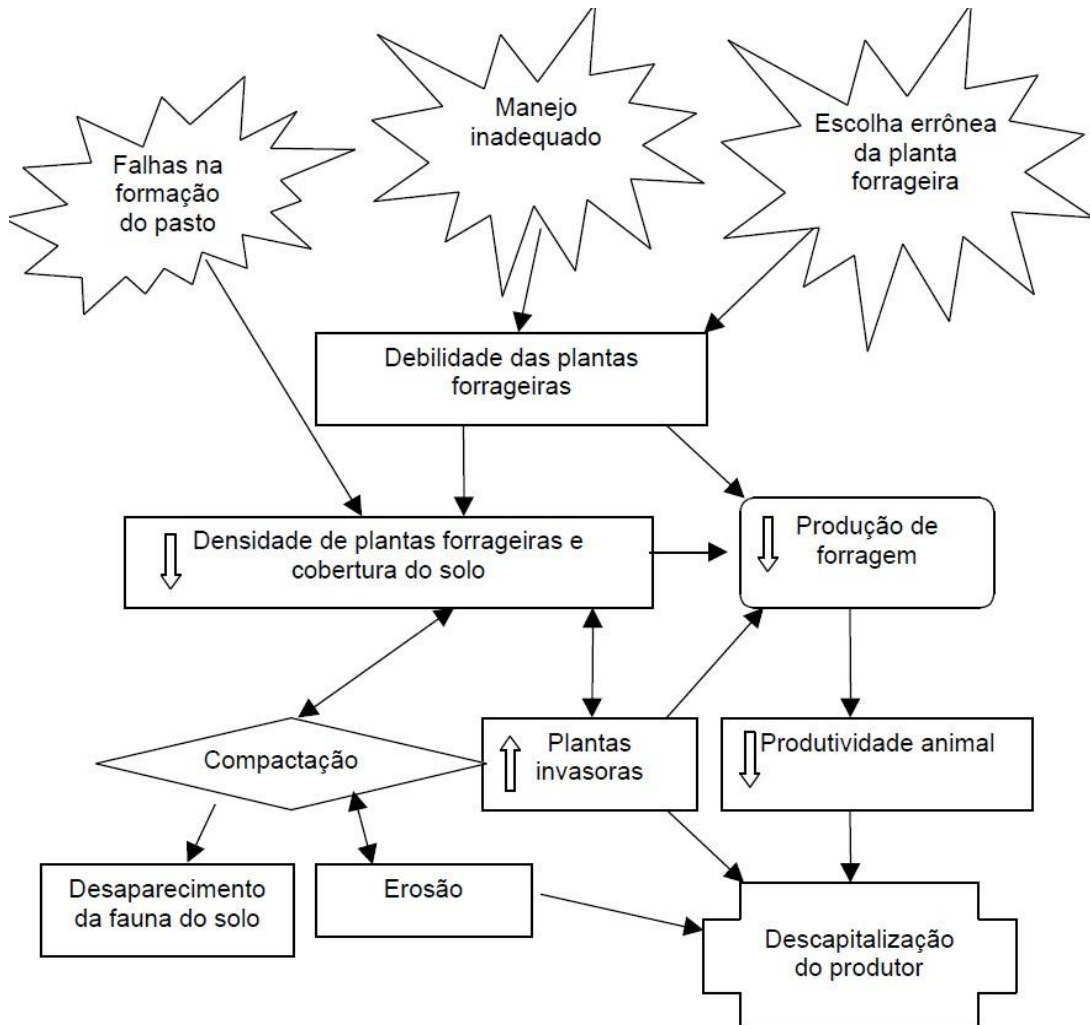 Falhas na
formação
do pasto
Manejo
inadequado
Escolha errônea
da planta
forrageira
Debilidade das plantas
forrageiras
Densidade de plantas forrageiras e
cobertura do solo
Produção de
forragem
Compactação
Plantas
invasoras
Produtividade animal
Desaparecimento
da fauna do solo
Erosão
Descapitalização
do produtor